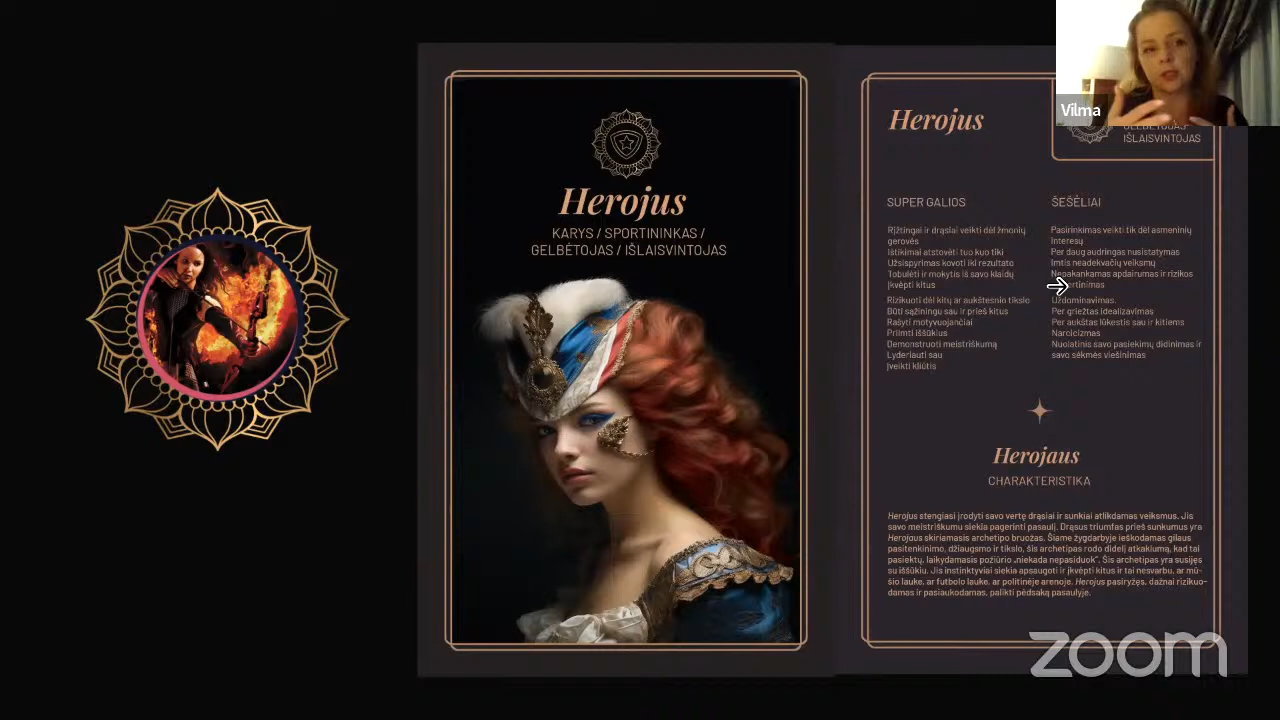 Herojus
KARYS / SPORTININKAS /
GELBĖTOJAS / IŠLAISVINTOJAS
Herojus
IŠLAISVINTOJAS
Vilma
SUPER GALIOS
Ryžtingai ir drąsiai veikti dėl žmonių
gerovės
Ištikimai atstovėti tuo kuo tiki
Užsispyrimas kovoti iki rezultato
Tobulėti ir mokytis iš savo klaidų
Įkvėpti kitus
Rizikuoti dėl kitų ar aukštesnio tikslo
Būti sąžiningu sau ir prieš kitus
Rašyti motyvuojančiai
Priimti iššūkius
Demonstruoti meistriškumą
Lyderiauti sau
Įveikti kliūtis
ŠEŠĖLIAI
Pasirinkimas veikti tik dėl asmeninių
interesų
Per daug audringas nusistatymas
Imtis neadekvačių veiksmų
Nepakankamas apdairumas ir rizikos
ertinimas
Uždominavimas.
Per griežtas idealizavimas
Per aukštas lūkestis sau ir kitiems
Narcicizmas
Nuolatinis savo pasiekimų didinimas ir
savo sėkmės viešinimas
Herojaus
CHARAKTERISTIKA
Herojus stengiasi įrodyti savo vertę drąsiai ir sunkiai atlikdamas veiksmus. Jis
savo meistriškumu siekia pagerinti pasaulį. Drąsus triumfas prieš sunkumus yra
Herojaus skiriamasis archetipo bruožas. Šiame žygdarbyje ieškodamas gilaus
pasitenkinimo, džiaugsmo ir tikslo, šis archetipas rodo didelį atkaklumą, kad tai
pasiektų, laikydamasis požiūrio „niekada nepasiduok". Šis archetipas yra susijęs
su iššūkiu. Jis instinktyviai siekia apsaugoti ir įkvėpti kitus ir tai nesvarbu, ar mū-
šio lauke, ar futbolo lauke, ar politinėje arenoje. Herojus pasiryžęs, dažnai rizikuo-
damas ir pasiaukodamas, palikti pėdsaką pasaulyje.
zoom